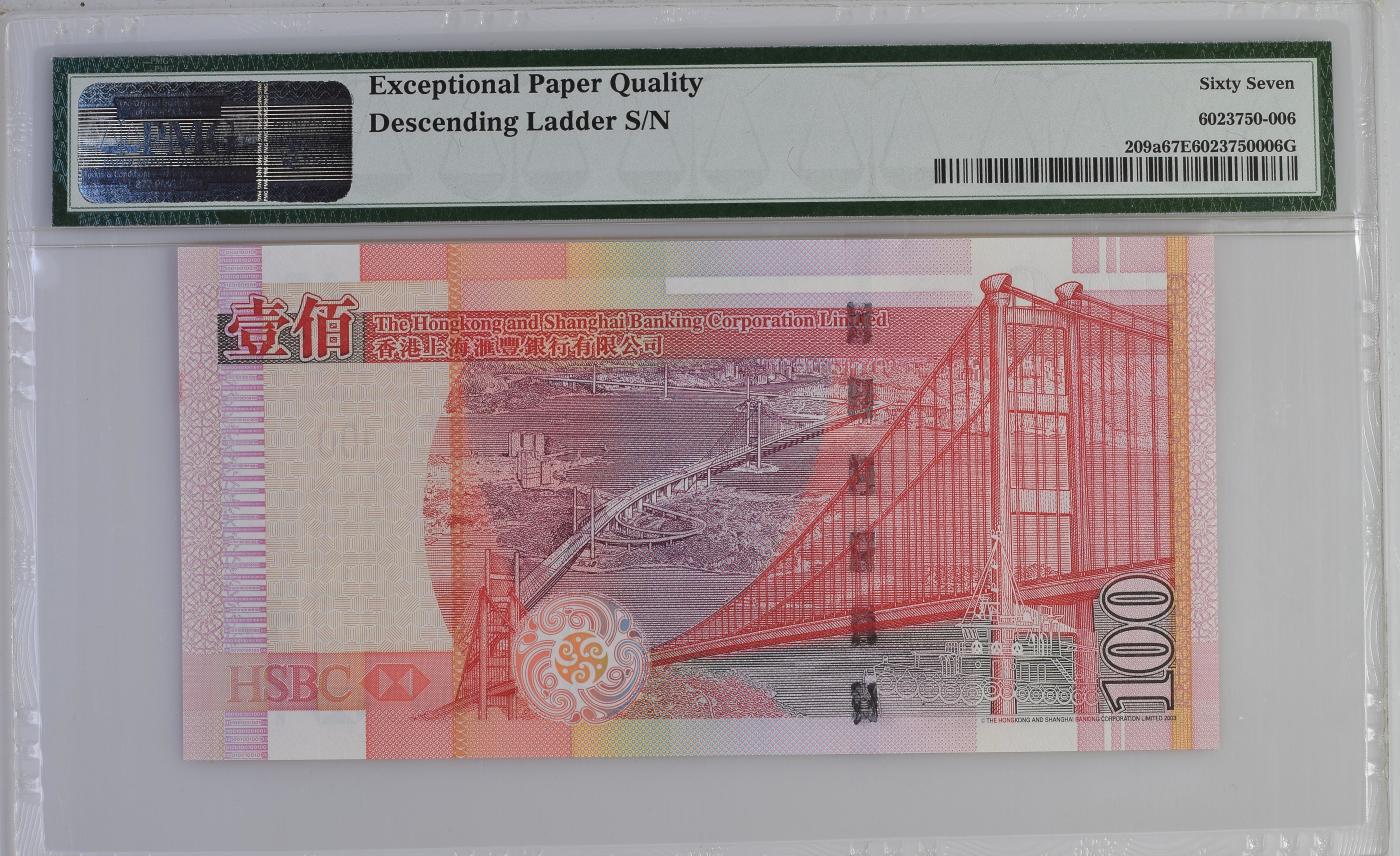 Exceptional Paper Quality
Descending Ladder S/N
Sixty Seven
6023750-006
209a67E6023750006G
PMG
壹佰
The Hongkong and Shanghai Banking Corporation Limited
香港上海滙豐銀行有限公司
HSBC
100
© THE HONGKONG AND SHANGHAI BANKING CORPORATION LIMITED 2003